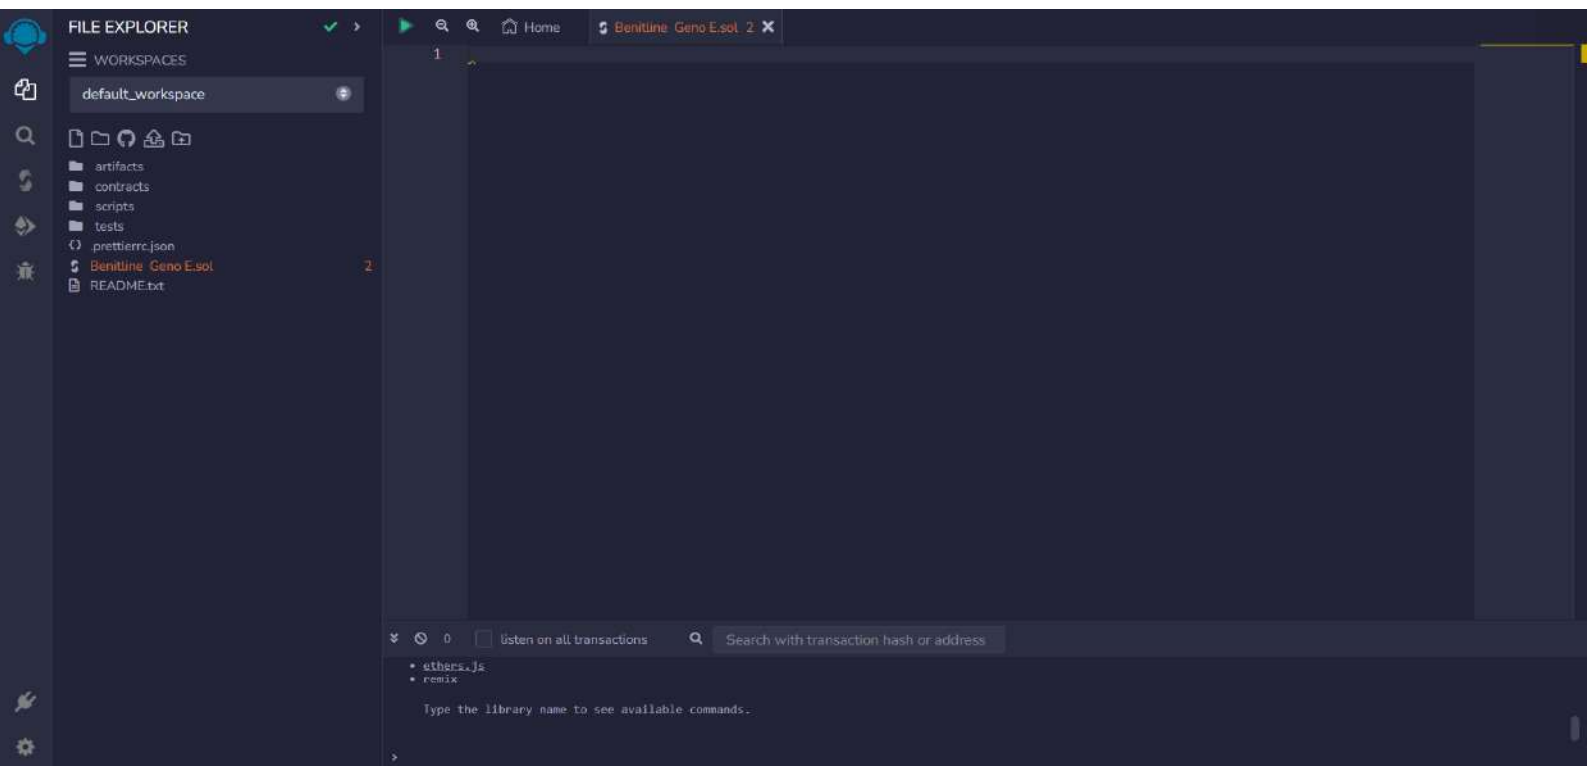 FILE EXPLORER
WORKSPACES
default_workspace
artifacts
contracts
scripts
tests
.prettierrc.json
Benitline Geno E.sol 2
README.txt
Home
Benitline Geno E.sol 2
1
0 listen on all transactions Search with transaction hash or address
• ethers.js
• remix
Type the library name to see available commands.
>